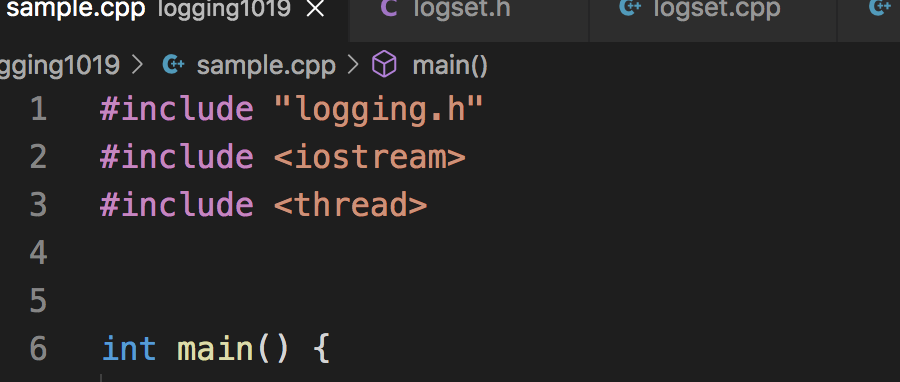 sample.cpp logging1019 × C logset.h C++ logset.cpp C++
gging1019 > C++ sample.cpp > main()
1 #include "logging.h"
2 #include <iostream>
3 #include <thread>
4
5
6 int main() {